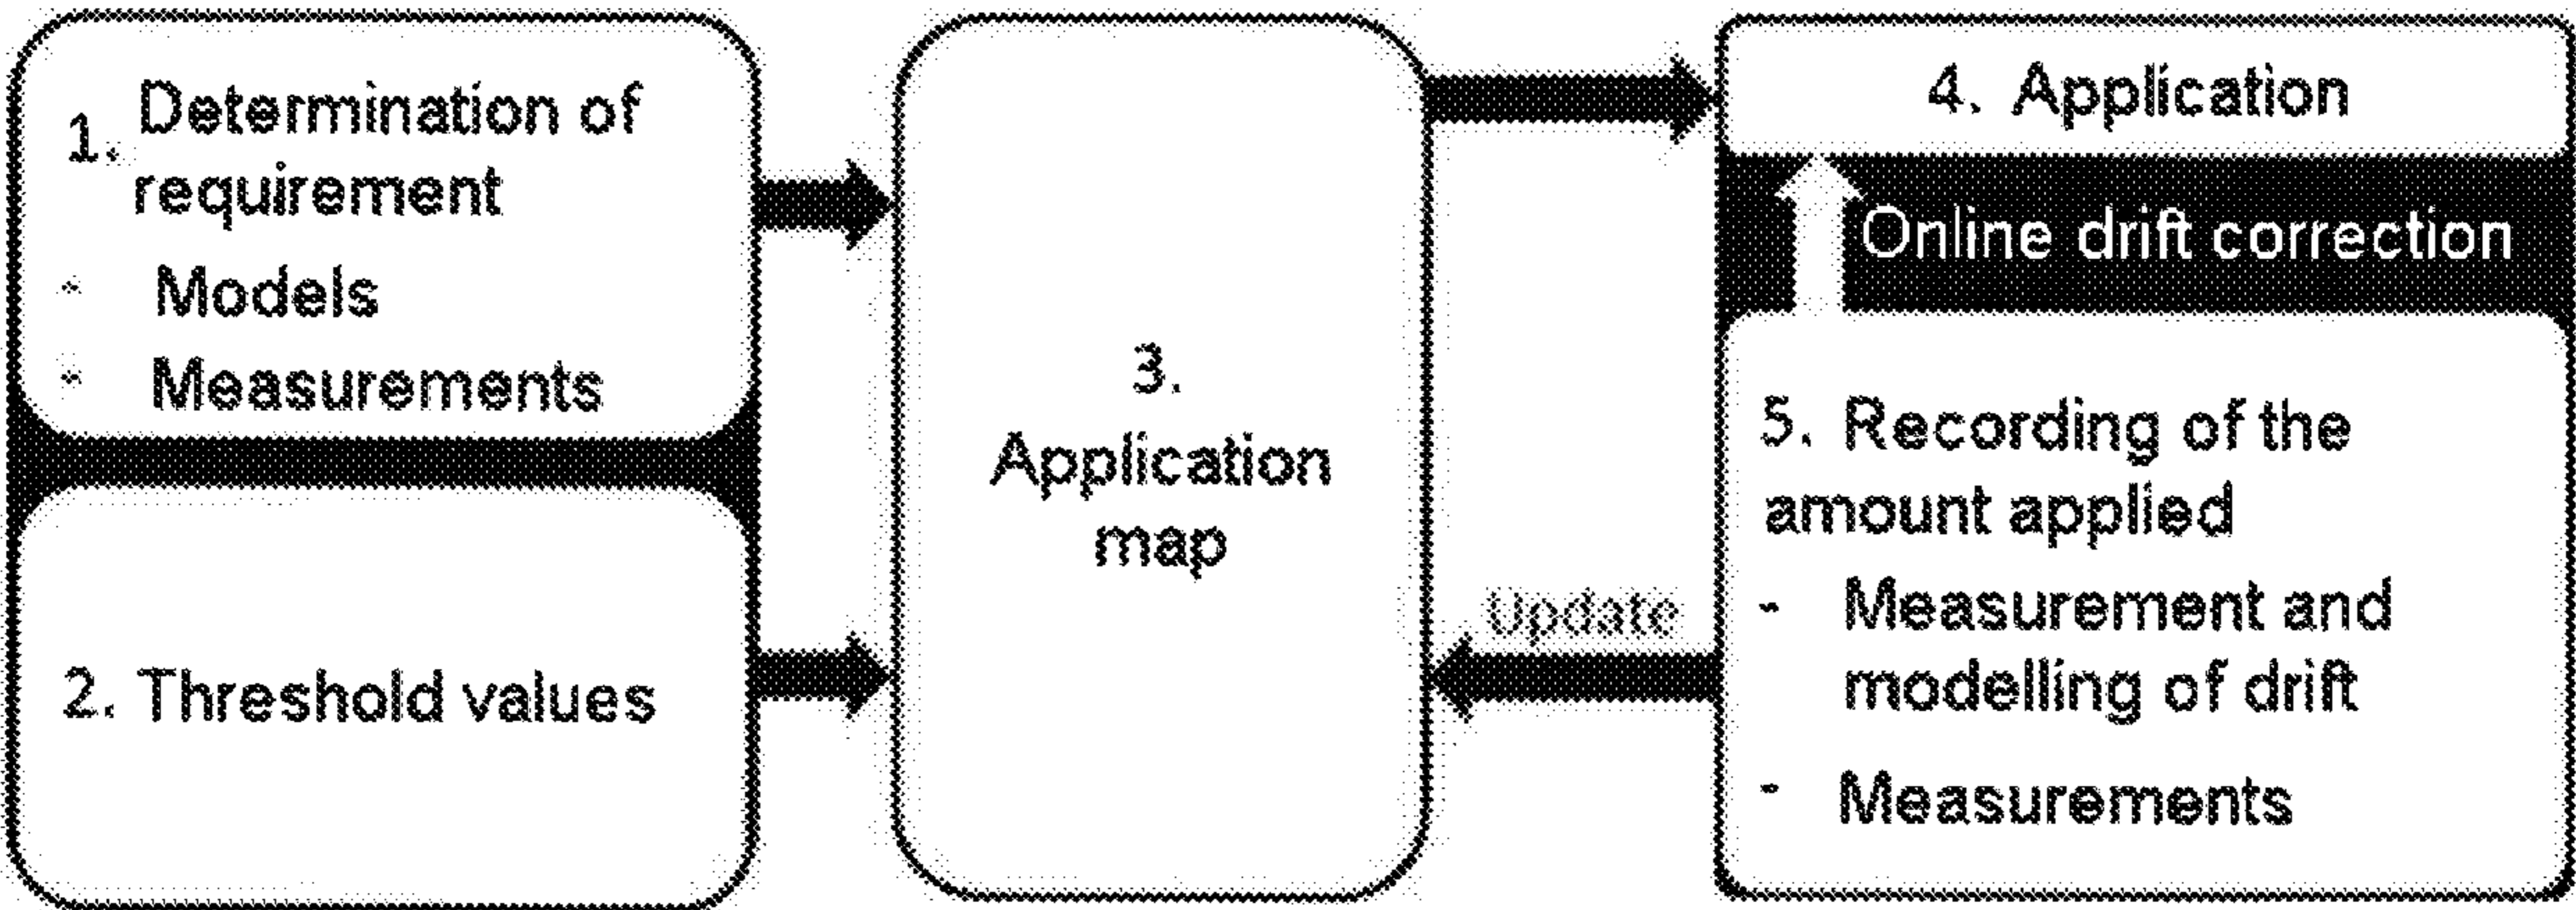 1. Determination of
requirement
- Models
- Measurements
2. Threshold values
3.
Application
map
4. Application
Online drift correction
Update
5. Recording of the
amount applied
- Measurement and
modelling of drift
- Measurements